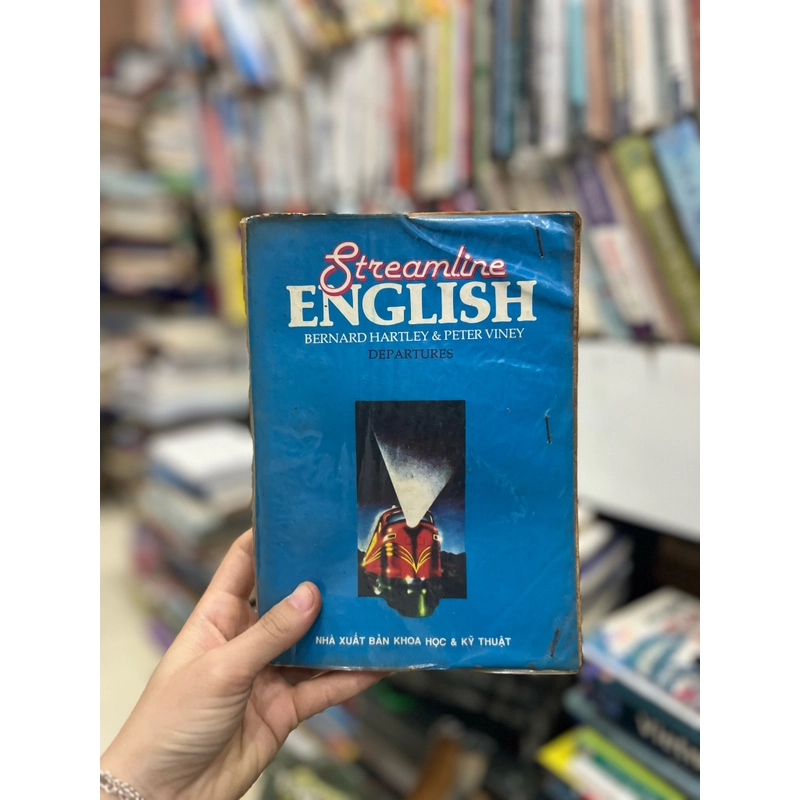 Streamline
ENGLISH
BERNARD HARTLEY & PETER VINEY
DEPARTURES
NHÀ XUẤT BẢN KHOA HỌC & KỸ THUẬT